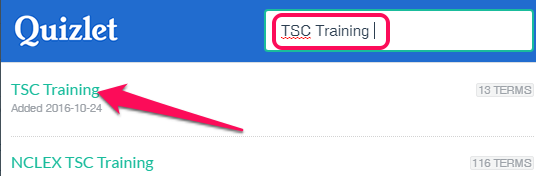 Quizlet
TSC Training
TSC Training
13 TERMS
Added 2016-10-24
NCLEX TSC Training
116 TERMS